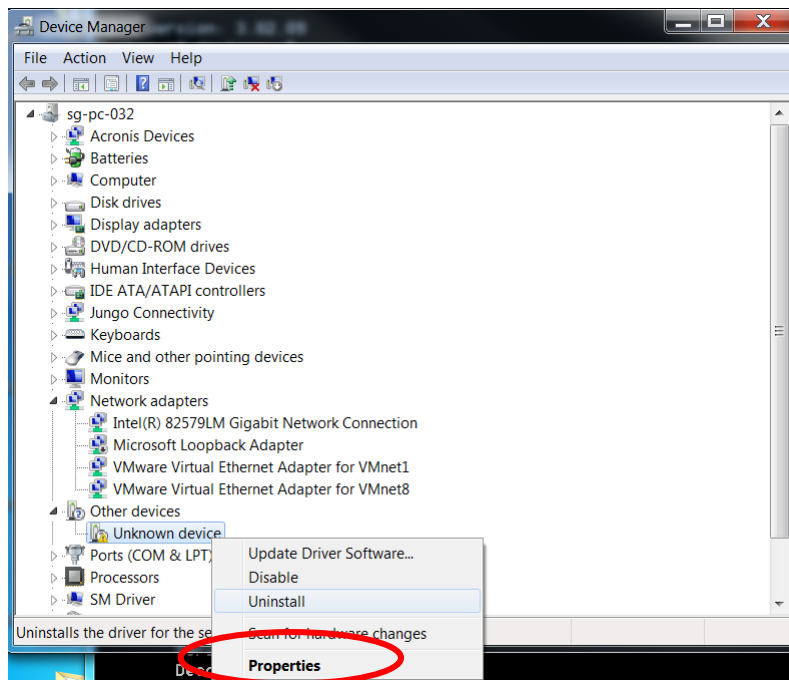 Device Manager
File Action View Help
sg-pc-032
Acronis Devices
Batteries
Computer
Disk drives
Display adapters
DVD/CD-ROM drives
Human Interface Devices
IDE ATA/ATAPI controllers
Jungo Connectivity
Keyboards
Mice and other pointing devices
Monitors
Network adapters
Intel(R) 82579LM Gigabit Network Connection
Microsoft Loopback Adapter
VMware Virtual Ethernet Adapter for VMnet1
VMware Virtual Ethernet Adapter for VMnet8
Other devices
Unknown device
Ports (COM & LPT)
Update Driver Software...
Processors
Disable
SM Driver
Uninstall
Uninstalls the driver for the se
Scan for hardware changes
Properties